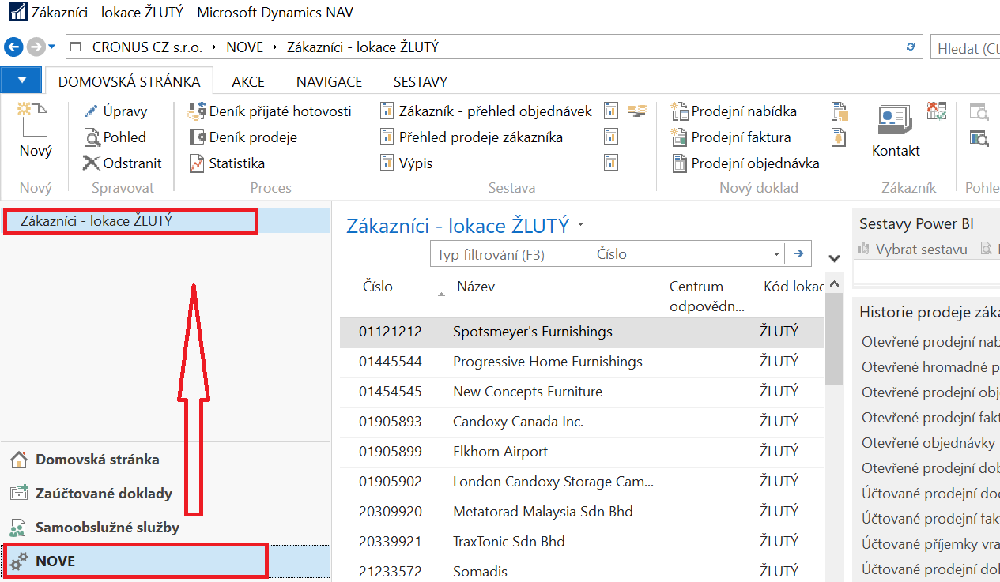 Zákazníci - lokace ŽLUTÝ - Microsoft Dynamics NAV
CRONUS CZ s.r.o. NOVE Zákazníci - lokace ŽLUTÝ
Hledat (Ct
DOMOVSKÁ STRÁNKA AKCE NAVIGACE SESTAVY
Nový
Nový
Úpravy
Pohled
Odstranit
Spravovat
Deník přijaté hotovosti
Deník prodeje
Statistika
Proces
Zákazník - přehled objednávek
Přehled prodeje zákazníka
Výpis
Sestava
Prodejní nabídka
Prodejní faktura
Prodejní objednávka
Nový doklad
Kontakt
Zákazník
Pohle
Zákazníci - lokace ŽLUTÝ
Domovská stránka
Zaúčtované doklady
Samoobslužné služby
NOVE
Zákazníci - lokace ŽLUTÝ
Typ filtrování (F3) Číslo
Číslo Název Centrum odpovědn... Kód lokac
01121212 Spotsmeyer's Furnishings ŽLUTÝ
01445544 Progressive Home Furnishings ŽLUTÝ
01454545 New Concepts Furniture ŽLUTÝ
01905893 Candoxy Canada Inc. ŽLUTÝ
01905899 Elkhorn Airport ŽLUTÝ
01905902 London Candoxy Storage Cam... ŽLUTÝ
20309920 Metatorad Malaysia Sdn Bhd ŽLUTÝ
20339921 TraxTonic Sdn Bhd ŽLUTÝ
21233572 Somadis ŽLUTÝ
Sestavy Power BI
Vybrat sestavu
Historie prodeje záka
Otevřené prodejní nab
Otevřené hromadné p
Otevřené prodejní obj
Otevřené prodejní fakt
Otevřené objednávky
Otevřené prodejní dob
Účtované prodejní doc
Účtované prodejní fakt
Účtované příjemky vra
Účtované prodejní dob